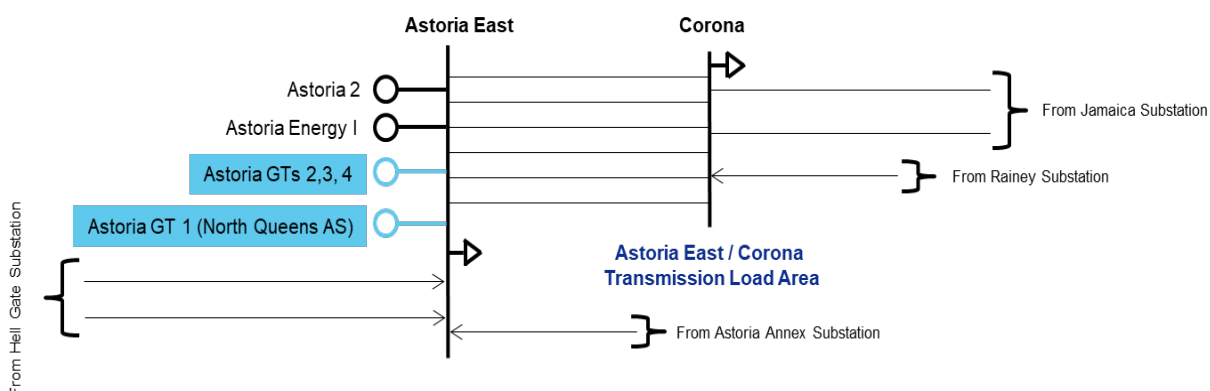 Astoria East
Corona
Astoria 2
From Jamaica Substation
Astoria Energy I
Astoria GTs 2,3, 4
From Rainey Substation
Astoria GT 1 (North Queens AS)
Astoria East / Corona
Transmission Load Area
From Hell Gate Substation
From Astoria Annex Substation